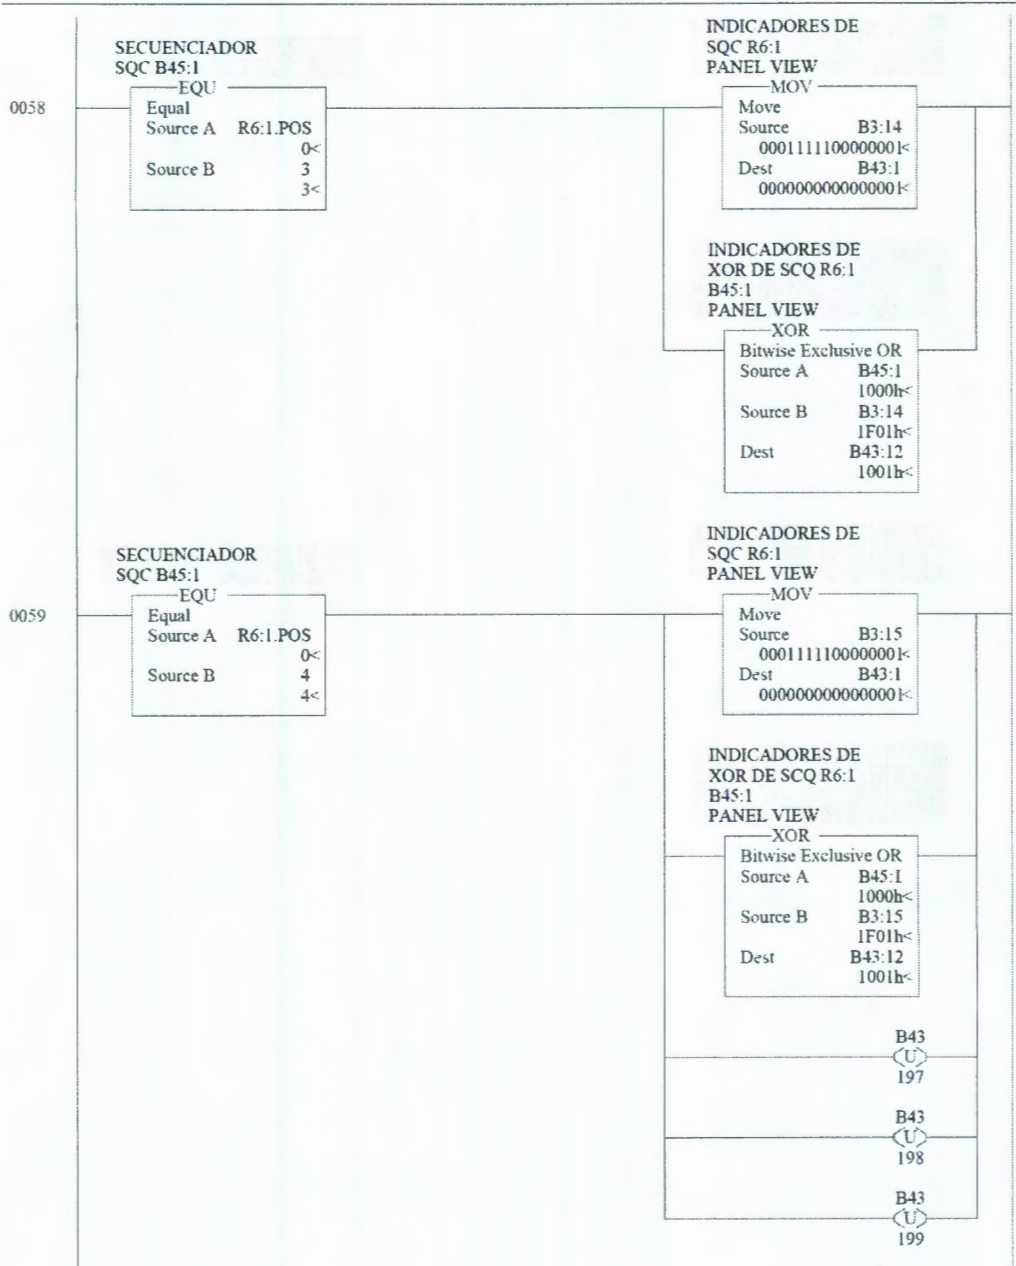 INDICADORES DE
SQC R6:1
PANEL VIEW
SECUENCIADOR
SQC B45:1
EQU
MOV
0058
Equal
Move
Source A R6:1.POS
Source B3:14
0<
0001111100000001<
Source B 3
Dest B43:1
3<
0000000000000001<
INDICADORES DE
XOR DE SCQ R6:1
B45:1
PANEL VIEW
XOR
Bitwise Exclusive OR
Source A B45:1
1000h<
Source B B3:14
1F01h<
Dest B43:12
1001h<
INDICADORES DE
SQC R6:1
PANEL VIEW
SECUENCIADOR
SQC B45:1
EQU
MOV
0059
Equal
Move
Source A R6:1.POS
Source B3:15
0<
0001111100000001<
Source B 4
Dest B43:1
4<
0000000000000001<
INDICADORES DE
XOR DE SCQ R6:1
B45:1
PANEL VIEW
XOR
Bitwise Exclusive OR
Source A B45:1
1000h<
Source B B3:15
1F01h<
Dest B43:12
1001h<
B43
U
197
B43
U
198
B43
U
199